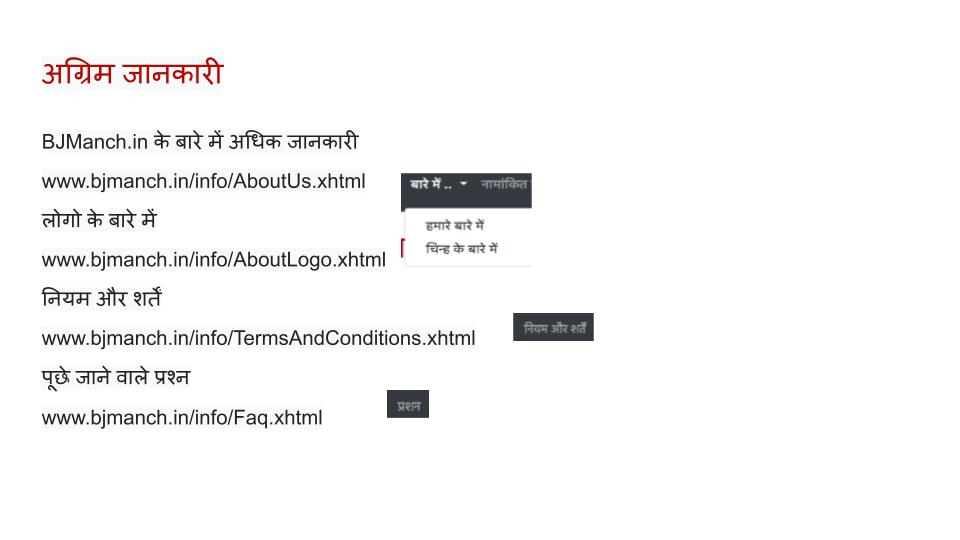 अग्रिम जानकारी
BJManch.in के बारे में अधिक जानकारी
www.bjmanch.in/info/AboutUs.xhtml
बारे में .. नामांकित
हमारे बारे में
चिन्ह के बारे में
लोगो के बारे में
www.bjmanch.in/info/AboutLogo.xhtml
नियम और शर्तें
www.bjmanch.in/info/TermsAndConditions.xhtml
नियम और शर्तें
पूछे जाने वाले प्रश्न
www.bjmanch.in/info/Faq.xhtml
प्रशन